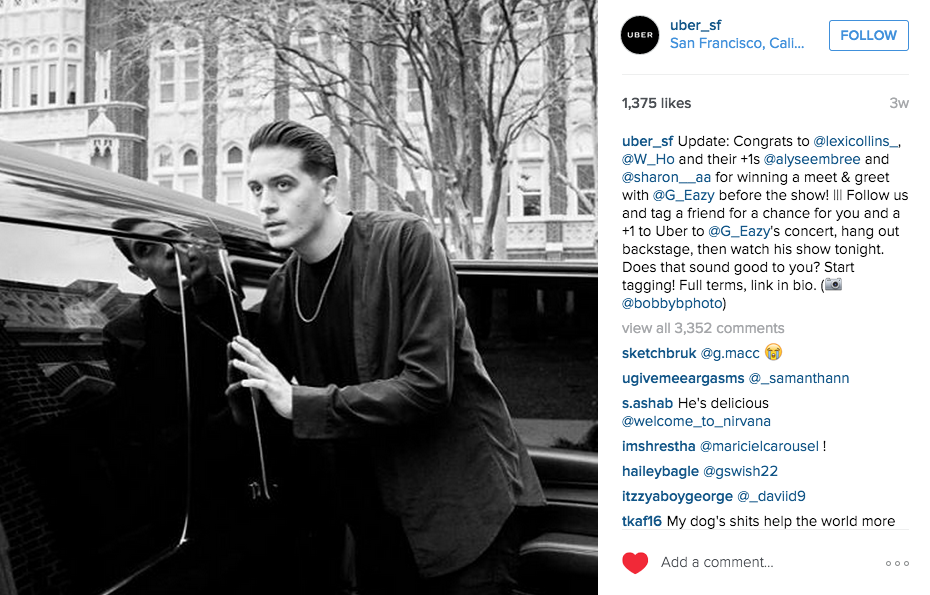 UBER
uber_sf
San Francisco, Cali...
FOLLOW
1,375 likes
3w
uber_sf Update: Congrats to @lexicollins_,
@W_Ho and their +1s @alyseembree and
@sharon__aa for winning a meet & greet
with @G_Eazy before the show! ||| Follow us
and tag a friend for a chance for you and a
+1 to Uber to @G_Eazy's concert, hang out
backstage, then watch his show tonight.
Does that sound good to you? Start
tagging! Full terms, link in bio. (📷
@bobbybphoto)
view all 3,352 comments
sketchbruk @g.macc 😭
ugivemeeargasms @_samanthann
s.ashab He's delicious
@welcome_to_nirvana
imshrestha @maricielcarousel !
haileybagle @gswish22
itzzyaboygeorge @_daviid9
tkaf16 My dog's shits help the world more
Add a comment...